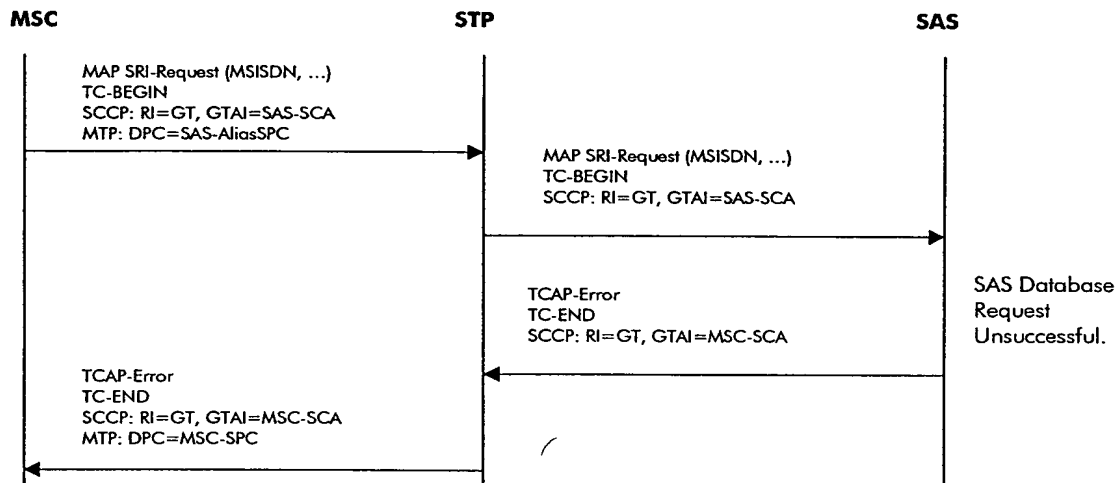 MSC
STP
SAS
MAP SRI-Request (MSISDN, ...)
TC-BEGIN
SCCP: RI=GT, GTAI=SAS-SCA
MTP: DPC=SAS-AliasSPC
MAP SRI-Request (MSISDN, ...)
TC-BEGIN
SCCP: RI=GT, GTAI=SAS-SCA
SAS Database
Request
Unsuccessful.
TCAP-Error
TC-END
SCCP: RI=GT, GTAI=MSC-SCA
TCAP-Error
TC-END
SCCP: RI=GT, GTAI=MSC-SCA
MTP: DPC=MSC-SPC